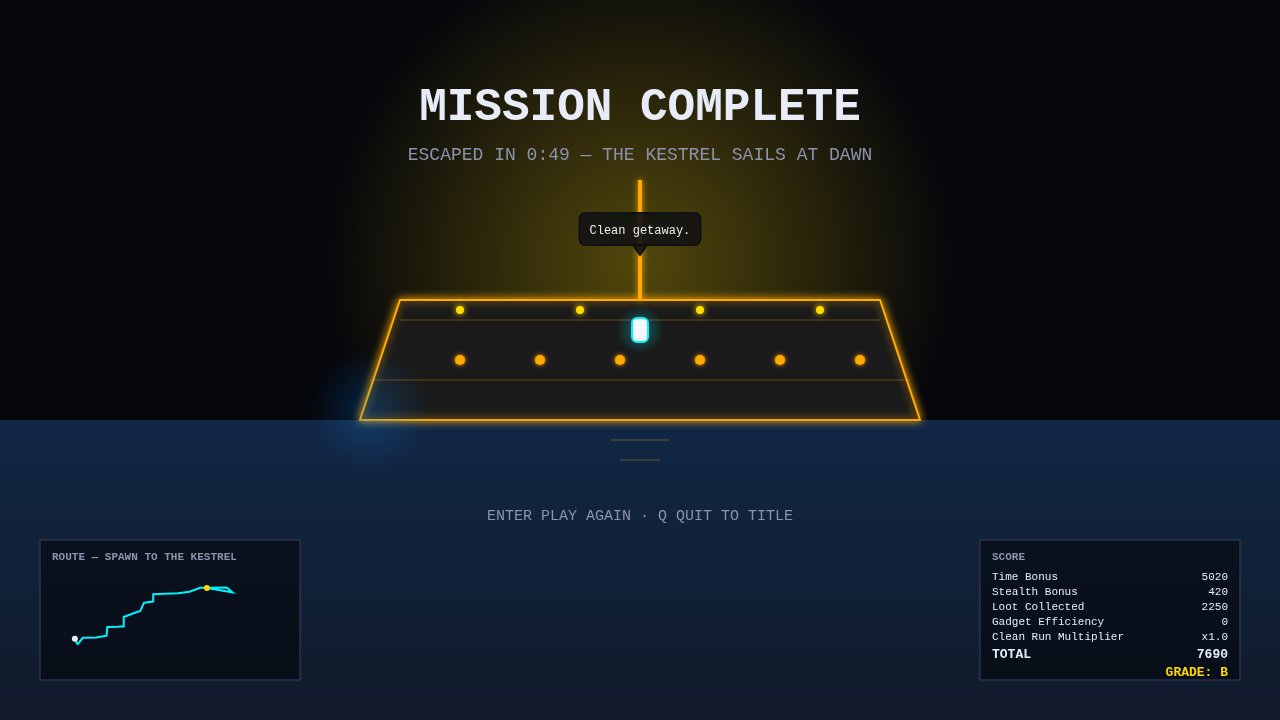 MISSION COMPLETE
ESCAPED IN 0:49 — THE KESTREL SAILS AT DAWN
Clean getaway.
ENTER PLAY AGAIN · Q QUIT TO TITLE
ROUTE — SPAWN TO THE KESTREL
SCORE
Time Bonus 5020
Stealth Bonus 420
Loot Collected 2250
Gadget Efficiency 0
Clean Run Multiplier x1.0
TOTAL 7690
GRADE: B